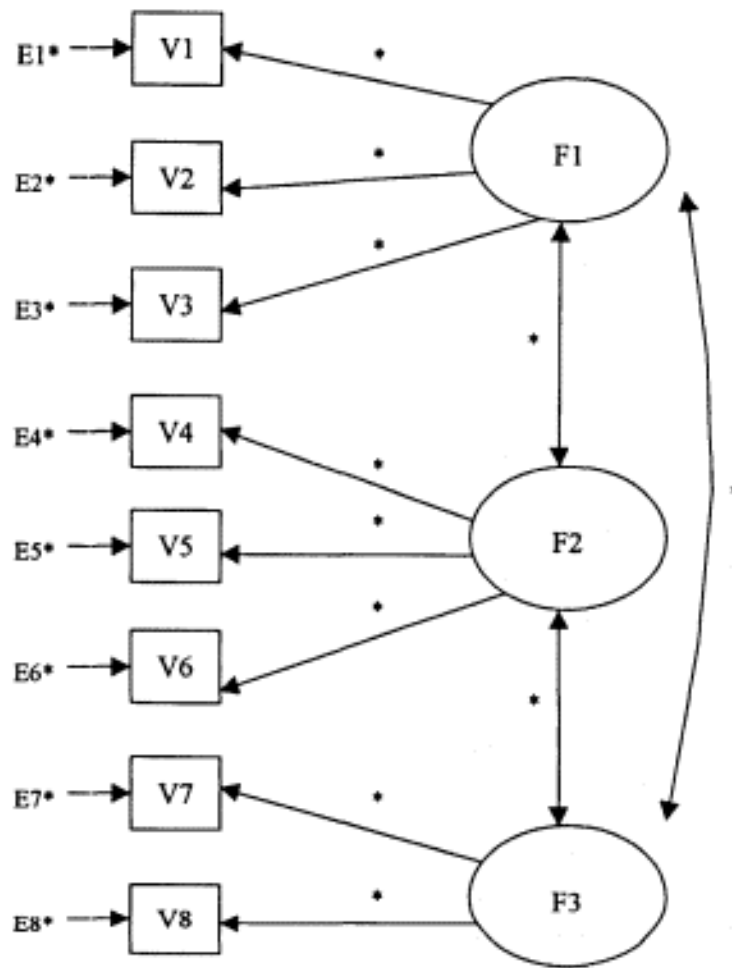 E1* V1 *
F1
E2* V2 *
*
E3* V3
*
E4* V4
*
*
E5* V5 F2
*
E6* V6
*
E7* V7 *
* F3
E8* V8